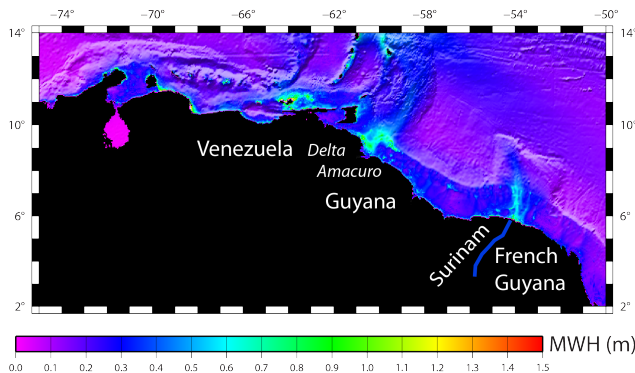 −74° −70° −66° −62° −58° −54° −50°
14° 14°
Venezuela Delta
Amacuro
10° 10°
Guyana
6° 6°
Surinam
French
Guyana
2° 2°
MWH (m)
0.0 0.1 0.2 0.3 0.4 0.5 0.6 0.7 0.8 0.9 1.0 1.1 1.2 1.3 1.4 1.5